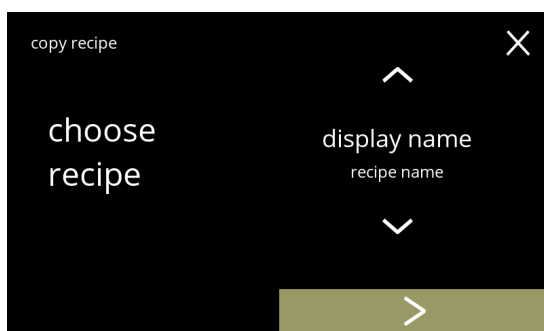 copy recipe
choose
recipe
display name
recipe name